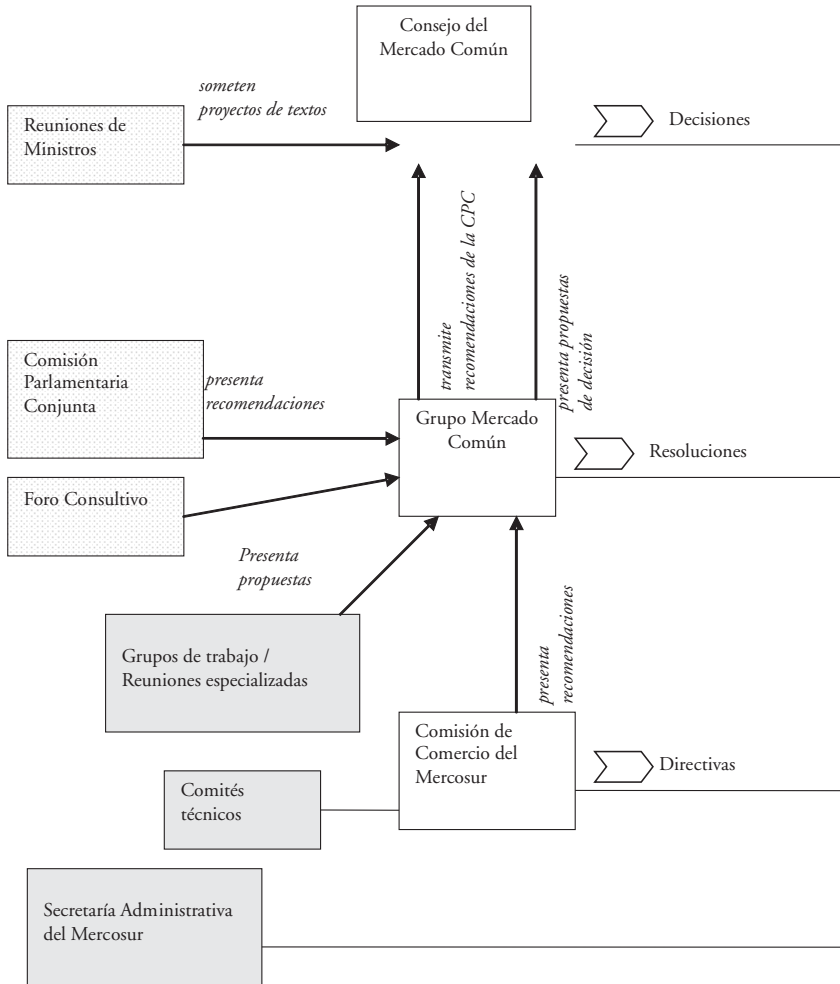 Consejo del
Mercado Común
someten
proyectos de textos
Reuniones de
Ministros
Decisiones
transmite
recomendaciones de la CPC
presenta propuestas
de decisión
Comisión
Parlamentaria
Conjunta
presenta
recomendaciones
Grupo Mercado
Común
Resoluciones
Foro Consultivo
Presenta
propuestas
Grupos de trabajo /
Reuniones especializadas
presenta
recomendaciones
Comisión de
Comercio del
Mercosur
Directivas
Comités
técnicos
Secretaría Administrativa
del Mercosur